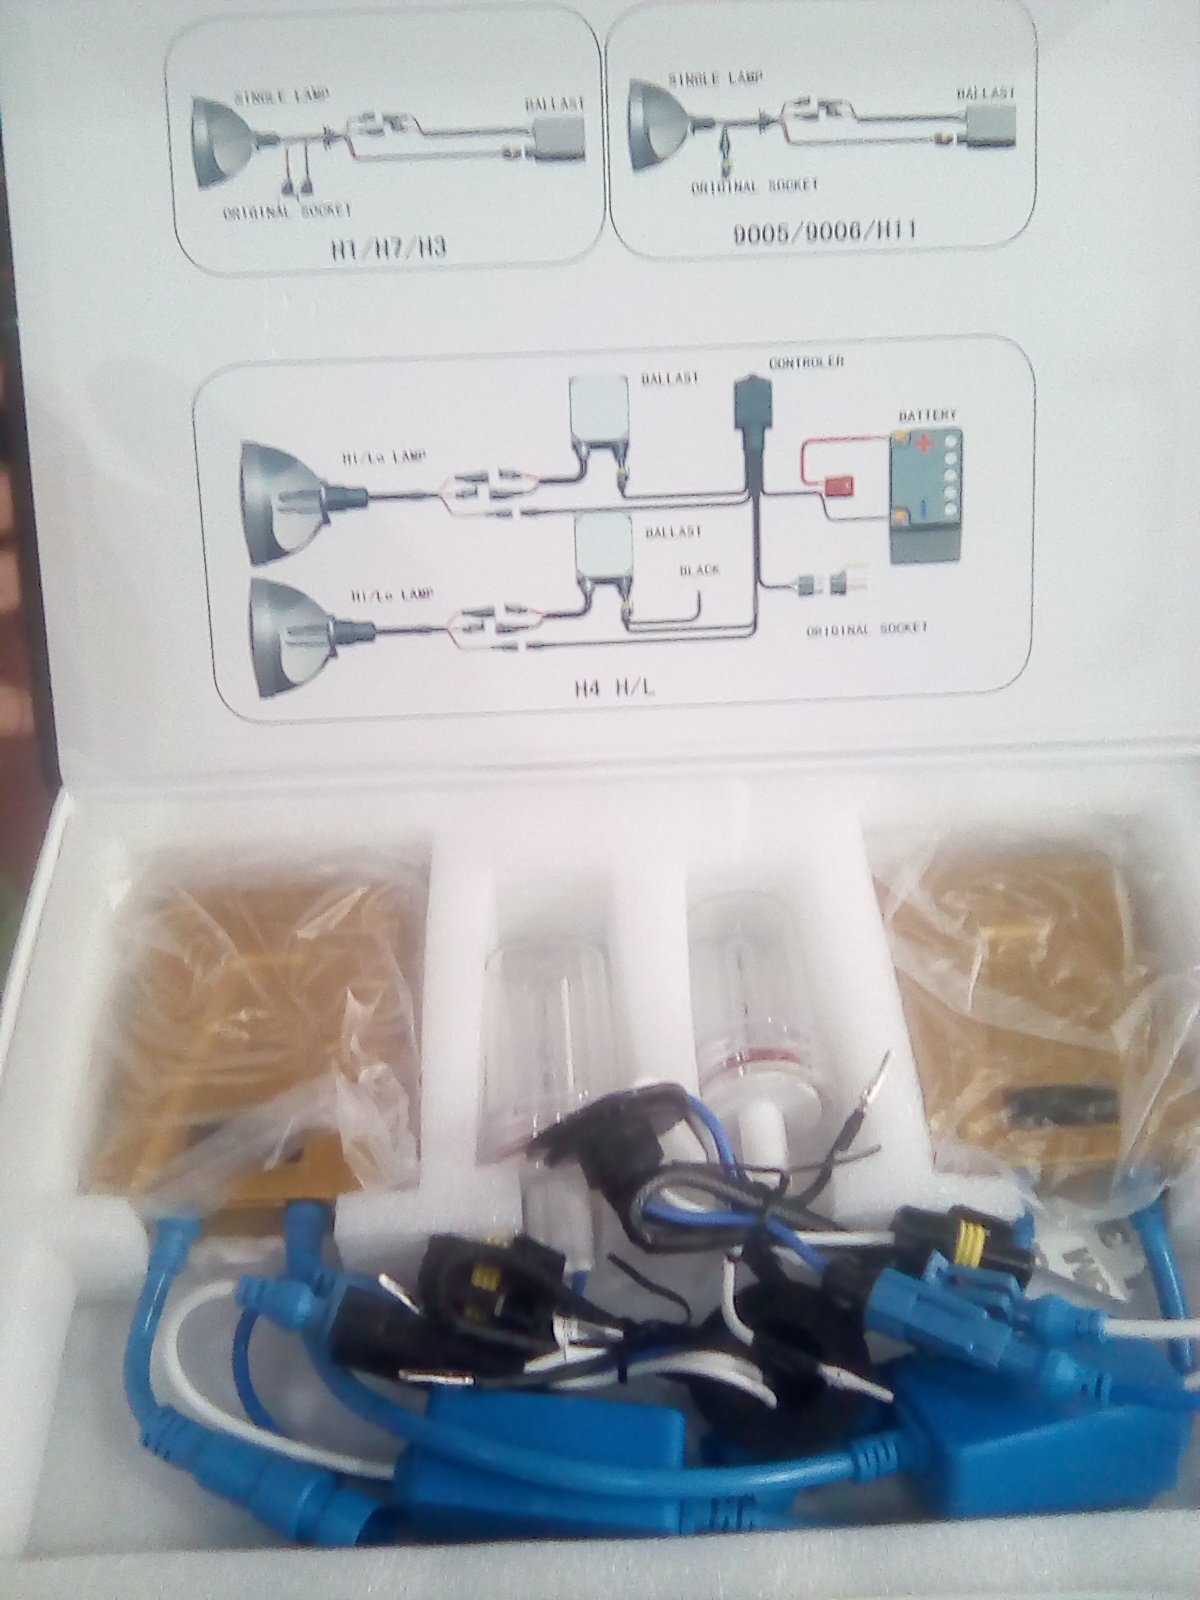 SINGLE LAMP
BALLAST
ORIGINAL SOCKET
H1/H7/H3
SINGLE LAMP
BALLAST
ORIGINAL SOCKET
9005/9006/H11
CONTROLER
BALLAST
BATTERY
Hi/Lo LAMP
BALLAST
BLACK
Hi/Lo LAMP
ORIGINAL SOCKET
H4 H/L